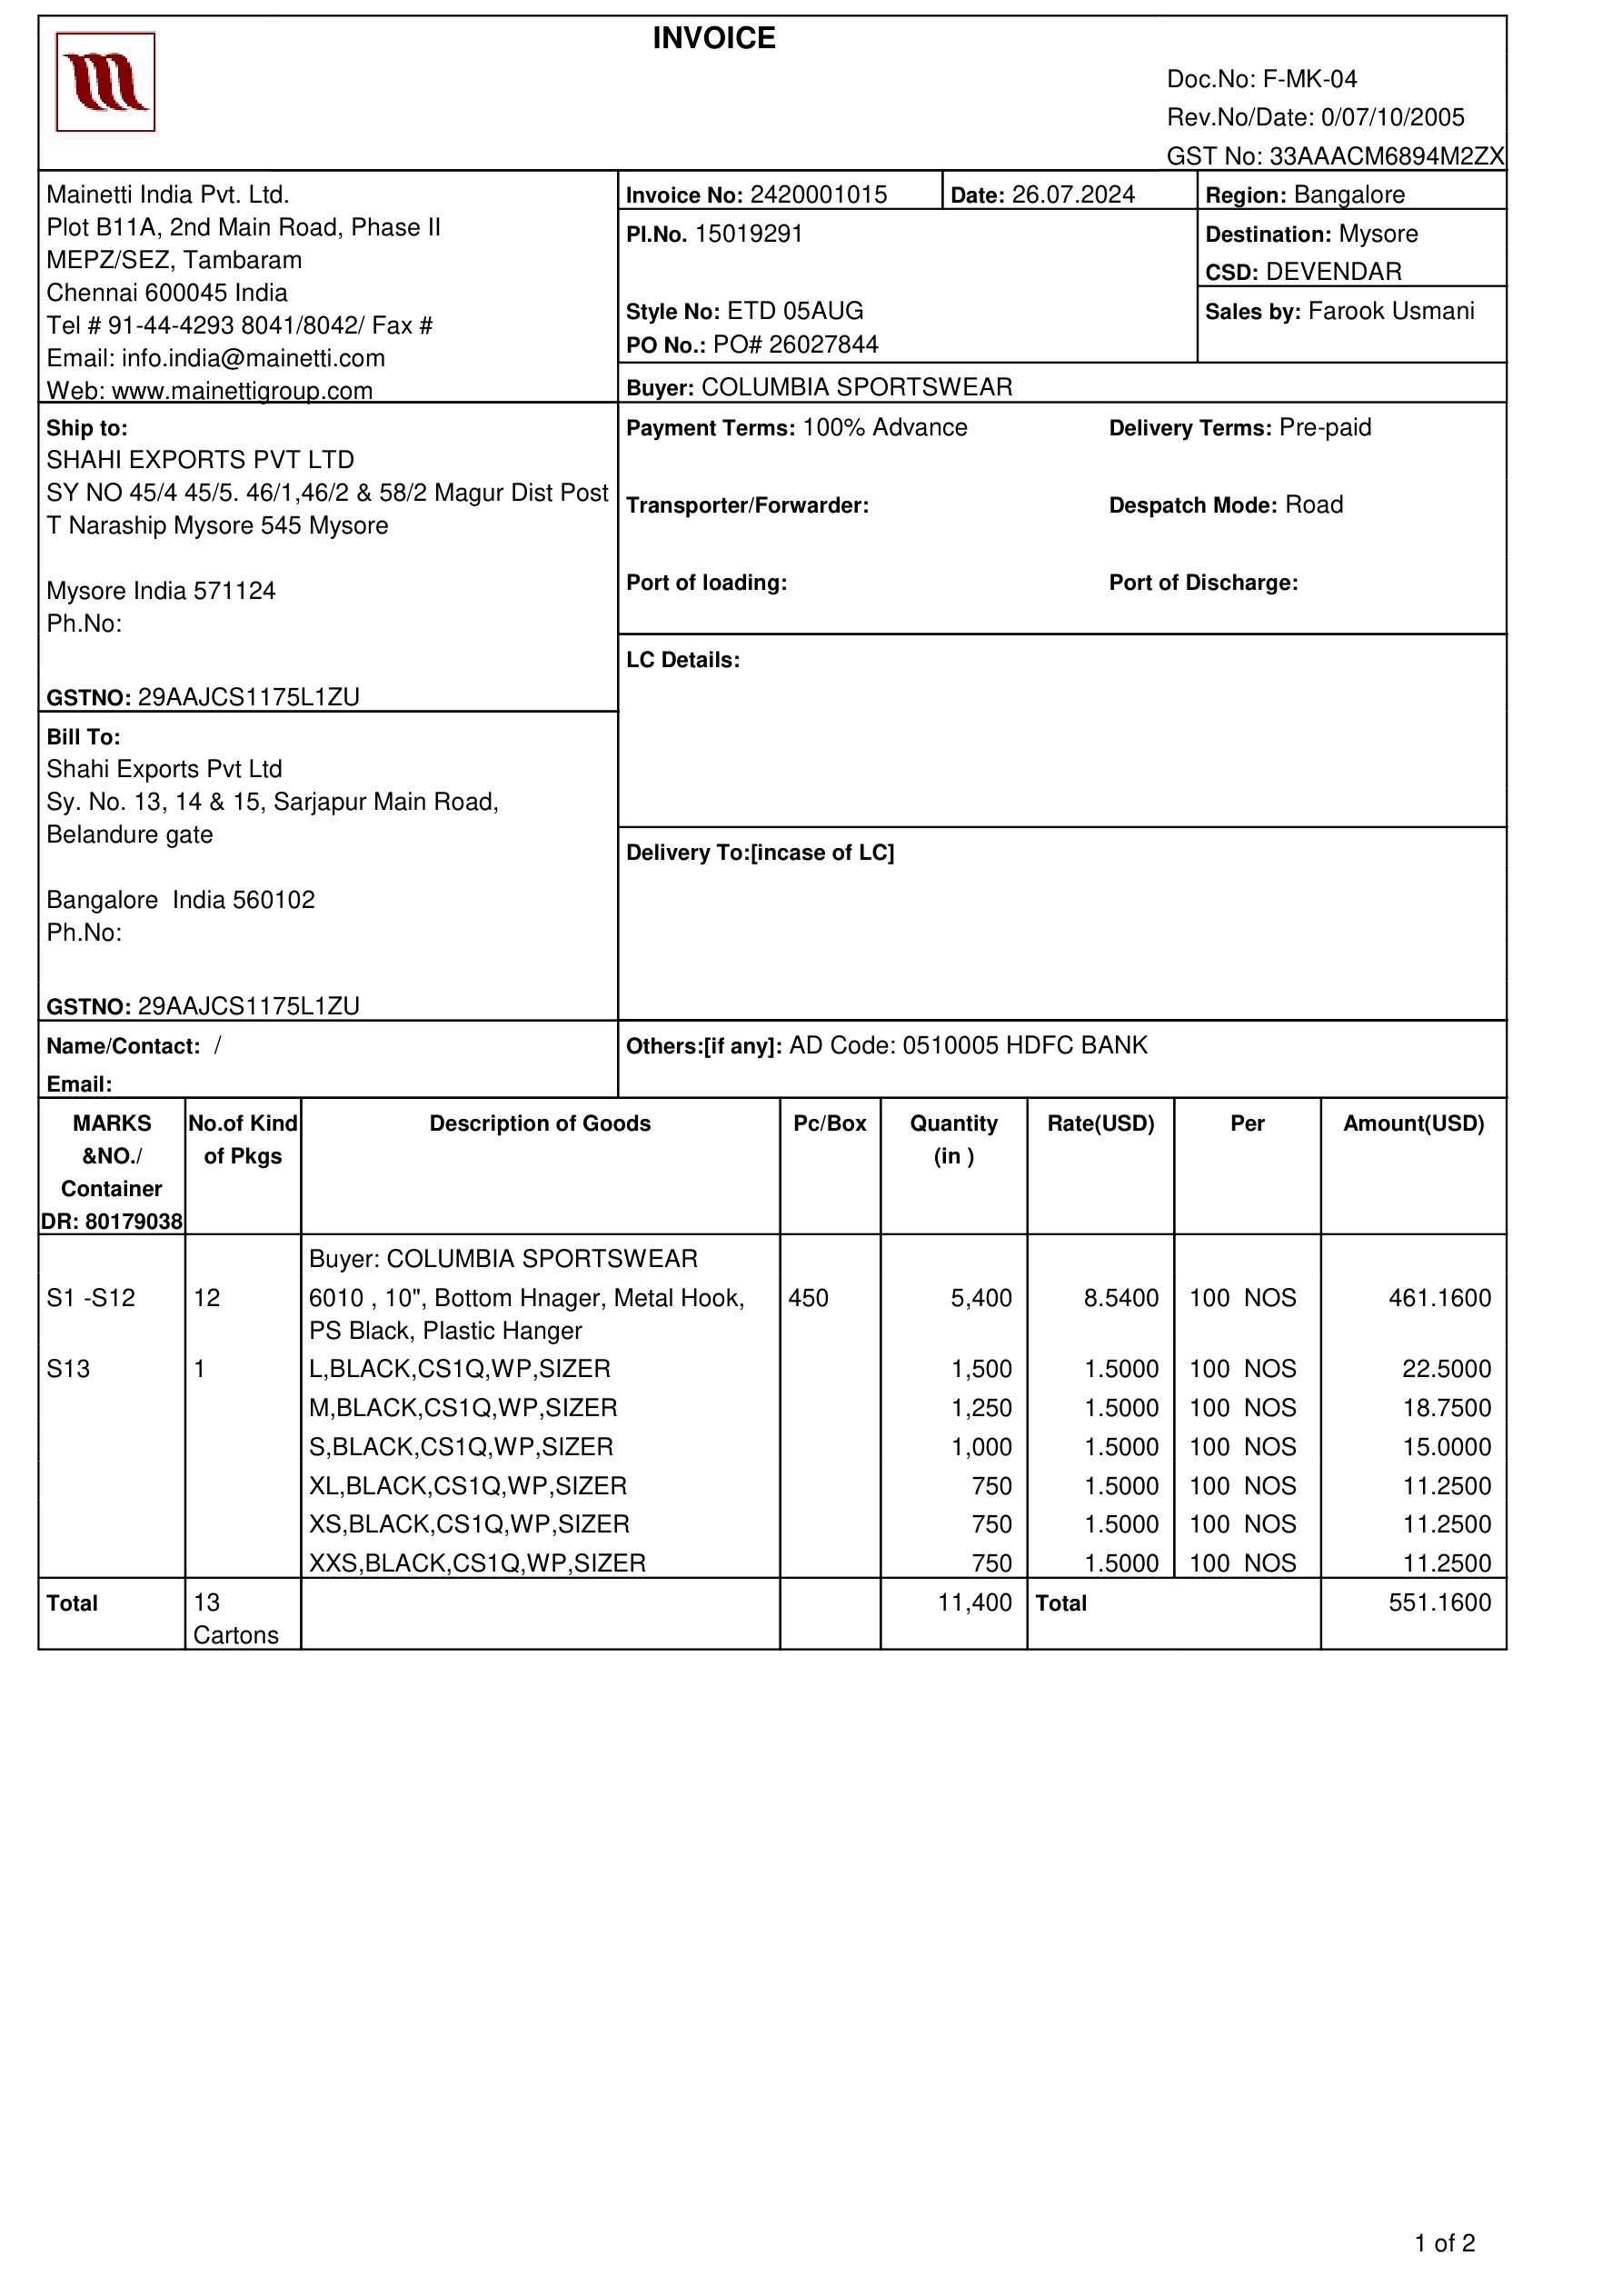 INVOICE
Doc.No: F-MK-04
Rev.No/Date: 0/07/10/2005
GST No: 33AAACM6894M2ZX
Mainetti India Pvt. Ltd.
Plot B11A, 2nd Main Road, Phase II
MEPZ/SEZ, Tambaram
Chennai 600045 India
Tel # 91-44-4293 8041/8042/ Fax #
Email: info.india@mainetti.com
Web: www.mainettigroup.com
Invoice No: 2420001015 Date: 26.07.2024 Region: Bangalore
PI.No. 15019291 Destination: Mysore
CSD: DEVENDAR
Style No: ETD 05AUG Sales by: Farook Usmani
PO No.: PO# 26027844
Buyer: COLUMBIA SPORTSWEAR
Ship to:
SHAHI EXPORTS PVT LTD
SY NO 45/4 45/5. 46/1,46/2 & 58/2 Magur Dist Post
T Naraship Mysore 545 Mysore
Mysore India 571124
Ph.No:
GSTNO: 29AAJCS1175L1ZU
Payment Terms: 100% Advance Delivery Terms: Pre-paid
Transporter/Forwarder: Despatch Mode: Road
Port of loading: Port of Discharge:
LC Details:
Bill To:
Shahi Exports Pvt Ltd
Sy. No. 13, 14 & 15, Sarjapur Main Road,
Belandure gate
Bangalore  India 560102
Ph.No:
GSTNO: 29AAJCS1175L1ZU
Delivery To:[incase of LC]
Name/Contact: /
Email:
Others:[if any]: AD Code: 0510005 HDFC BANK
MARKS No.of Kind Description of Goods Pc/Box Quantity Rate(USD) Per Amount(USD)
&NO./ of Pkgs (in )
Container
DR: 80179038
Buyer: COLUMBIA SPORTSWEAR
S1 -S12 12 6010 , 10", Bottom Hnager, Metal Hook, 450 5,400 8.5400 100 NOS 461.1600
PS Black, Plastic Hanger
S13 1 L,BLACK,CS1Q,WP,SIZER 1,500 1.5000 100 NOS 22.5000
M,BLACK,CS1Q,WP,SIZER 1,250 1.5000 100 NOS 18.7500
S,BLACK,CS1Q,WP,SIZER 1,000 1.5000 100 NOS 15.0000
XL,BLACK,CS1Q,WP,SIZER 750 1.5000 100 NOS 11.2500
XS,BLACK,CS1Q,WP,SIZER 750 1.5000 100 NOS 11.2500
XXS,BLACK,CS1Q,WP,SIZER 750 1.5000 100 NOS 11.2500
Total 13 11,400 Total 551.1600
Cartons
1 of 2